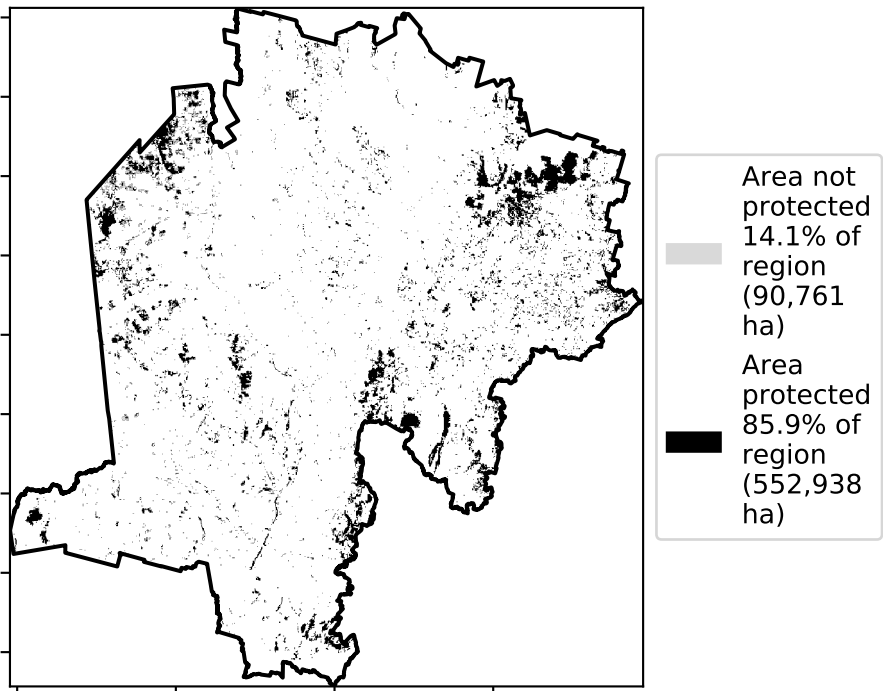 Area not
protected
14.1% of
region
(90,761
ha)
Area
protected
85.9% of
region
(552,938
ha)